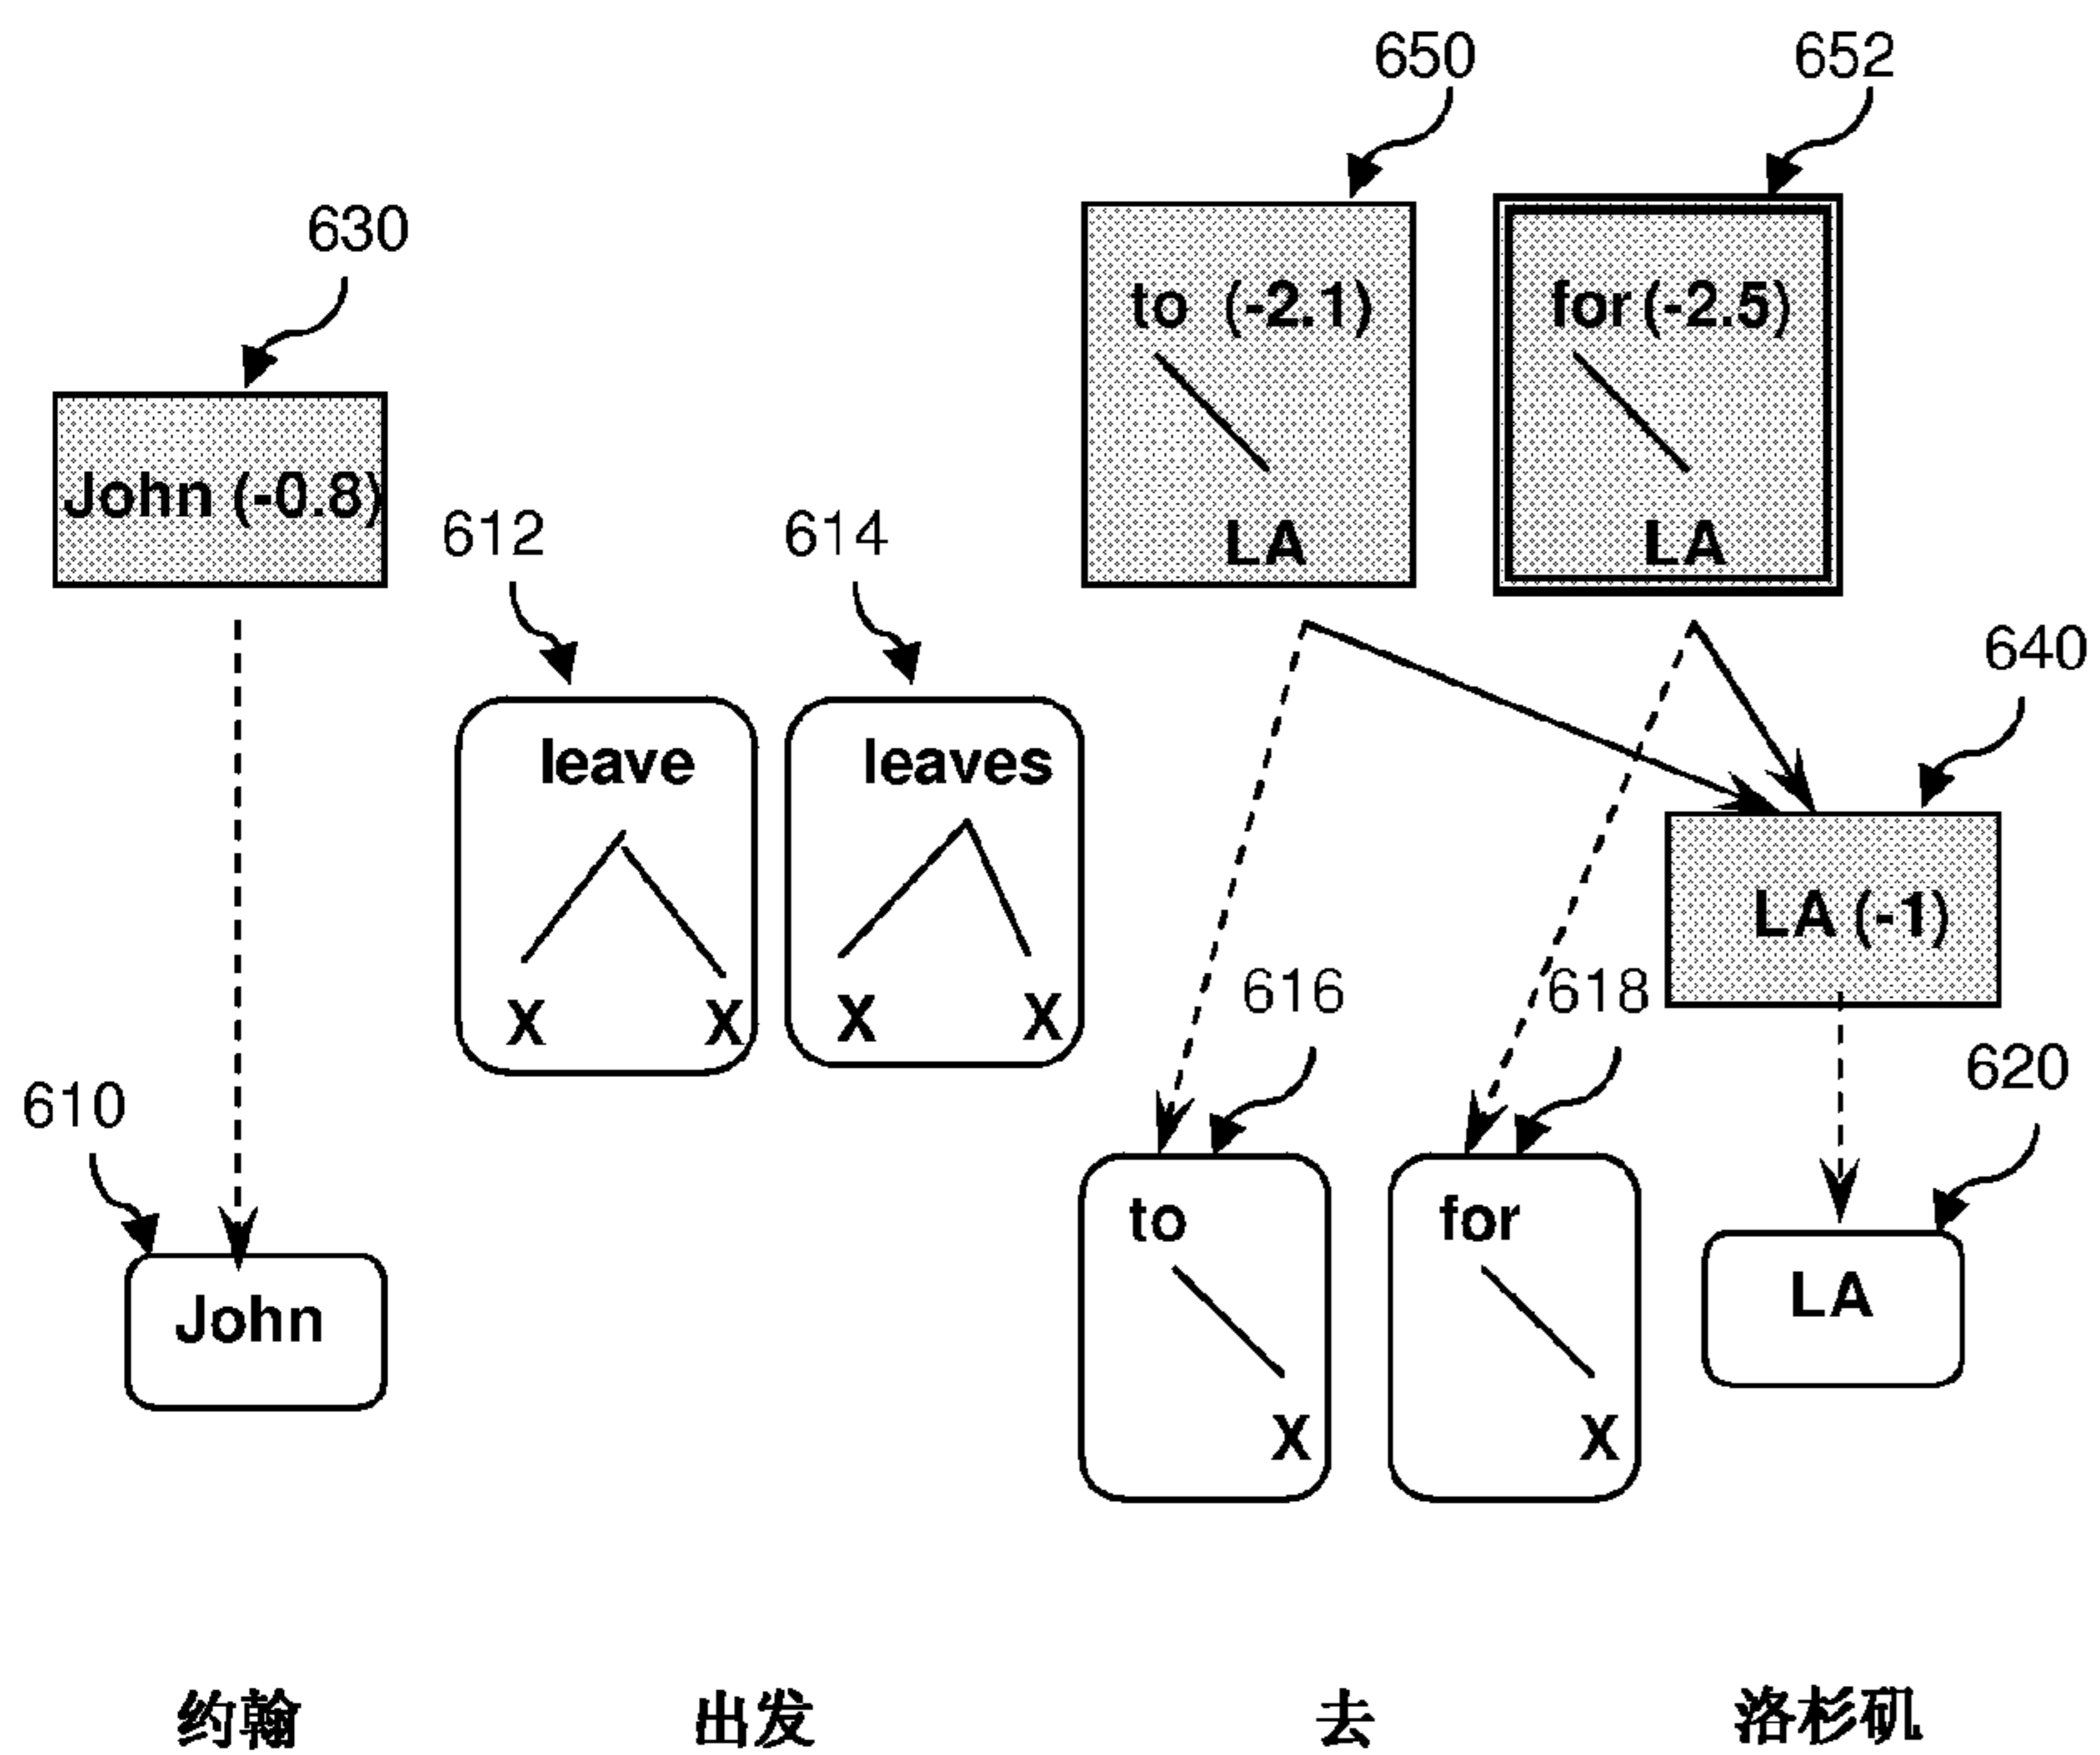 650
652
630
to (-2.1)
LA
for (-2.5)
LA
John (-0.8)
612
614
640
leave
X X
leaves
X X
LA (-1)
616
618
610
620
John
to
X
for
X
LA
约翰 出发 去 洛杉矶